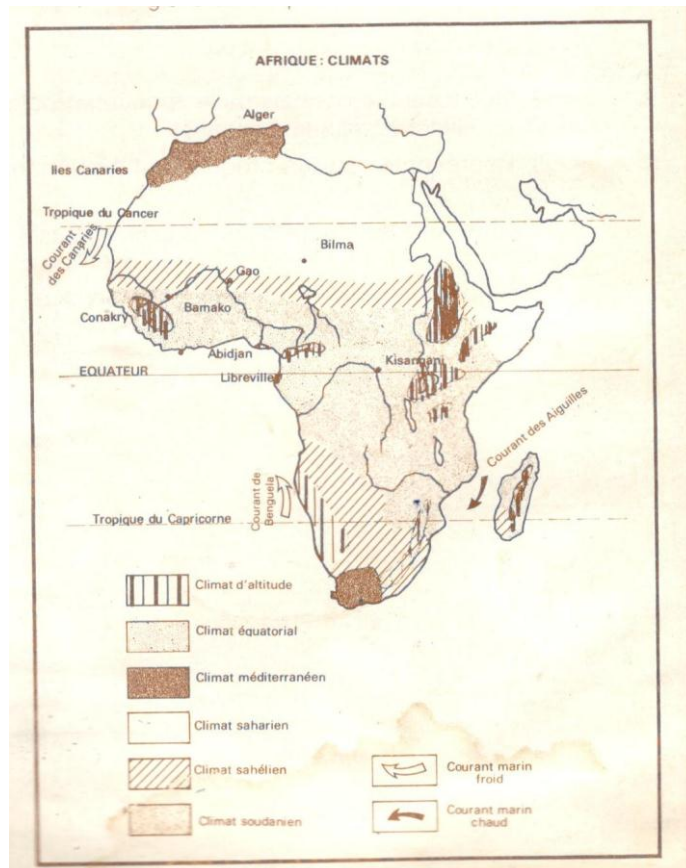 AFRIQUE : CLIMATS
Alger
Iles Canaries
Tropique du Cancer
Courant
des Canaries
Bilma
Gao
Bamako
Conakry
Abidjan
Kisangani
EQUATEUR
Libreville
Courant des Aiguilles
Courant de
Benguela
Tropique du Capricorne
Climat d'altitude
Climat équatorial
Climat méditerranéen
Climat saharien
Climat sahélien
Climat soudanien
Courant marin
froid
Courant marin
chaud